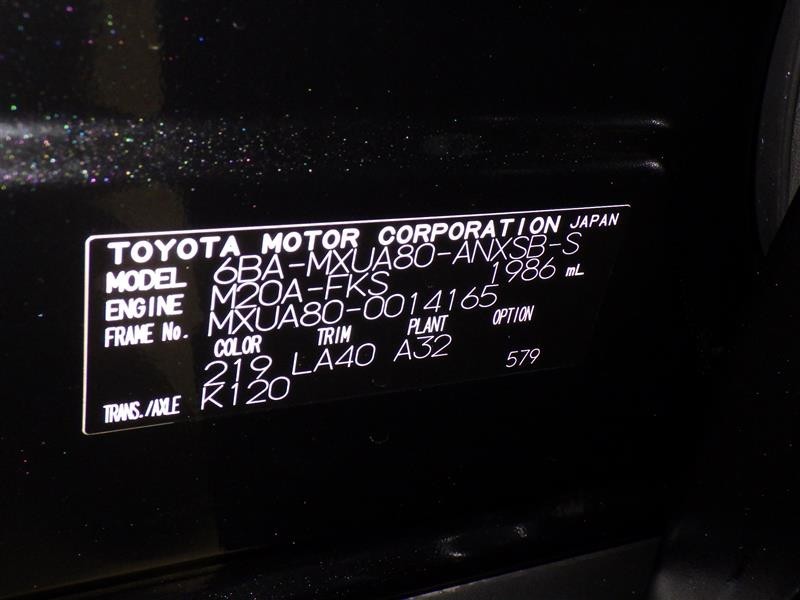 TOYOTA MOTOR CORPORATION JAPAN
MODEL 6BA-MXUA80-ANXSB-S
ENGINE M20A-FKS 1986 mL
FRAME No. MXUA80-0014165
COLOR TRIM PLANT OPTION
219 LA40 A32 579
TRANS./AXLE K120